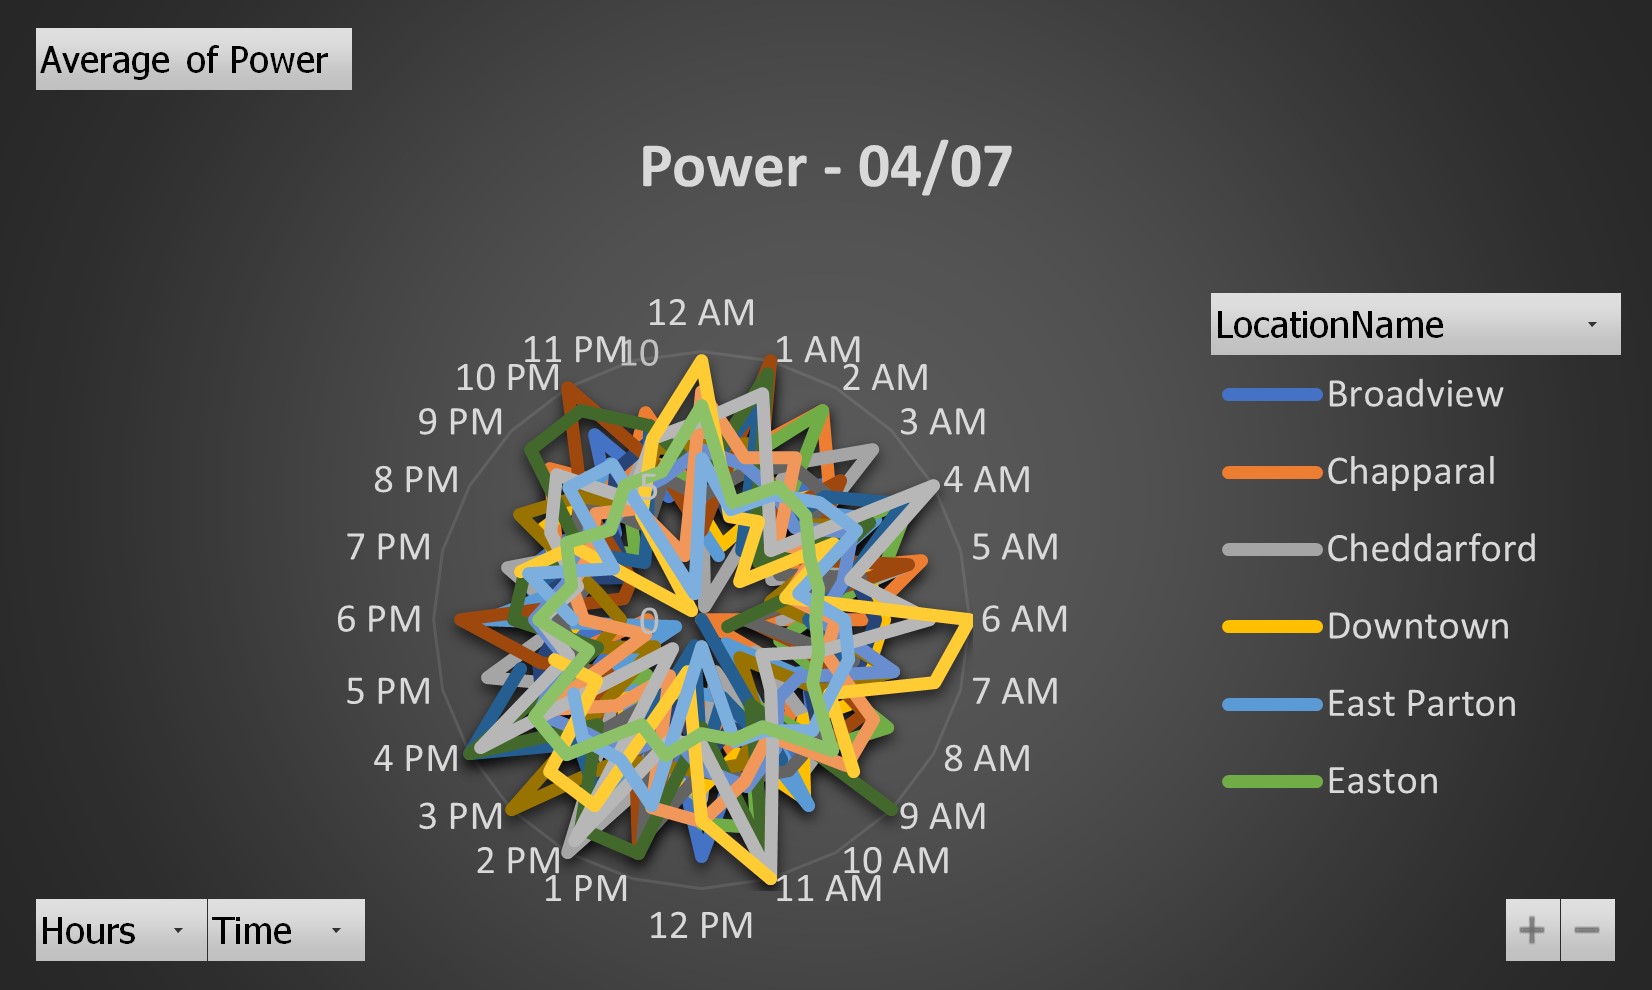 Average of Power
Power - 04/07
12 AM
1 AM
2 AM
3 AM
4 AM
5 AM
6 AM
7 AM
8 AM
9 AM
10 AM
11 AM
12 PM
1 PM
2 PM
3 PM
4 PM
5 PM
6 PM
7 PM
8 PM
9 PM
10 PM
11 PM
10
5
0
LocationName
Broadview
Chapparal
Cheddarford
Downtown
East Parton
Easton
Hours
Time
+
−